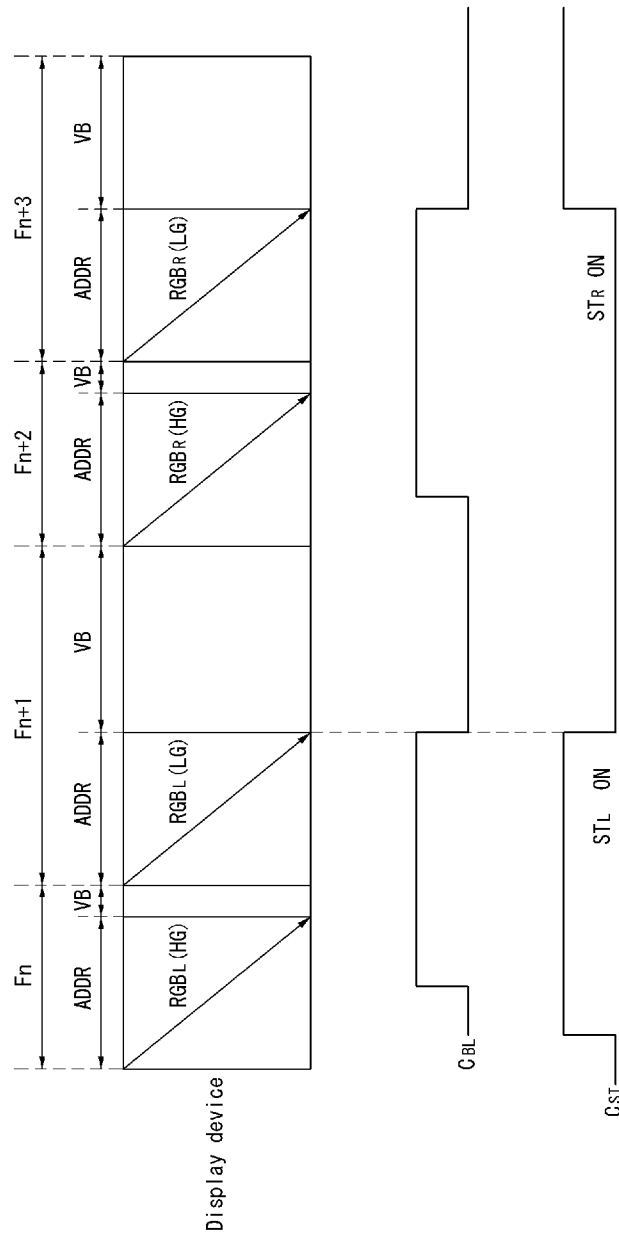 Fn Fn+1 Fn+2 Fn+3
ADDR VB ADDR VB ADDR VB ADDR VB
Display device RGBL(HG) RGBL(LG) RGBR(HG) RGBR(LG)
CBL
CST STL ON STR ON